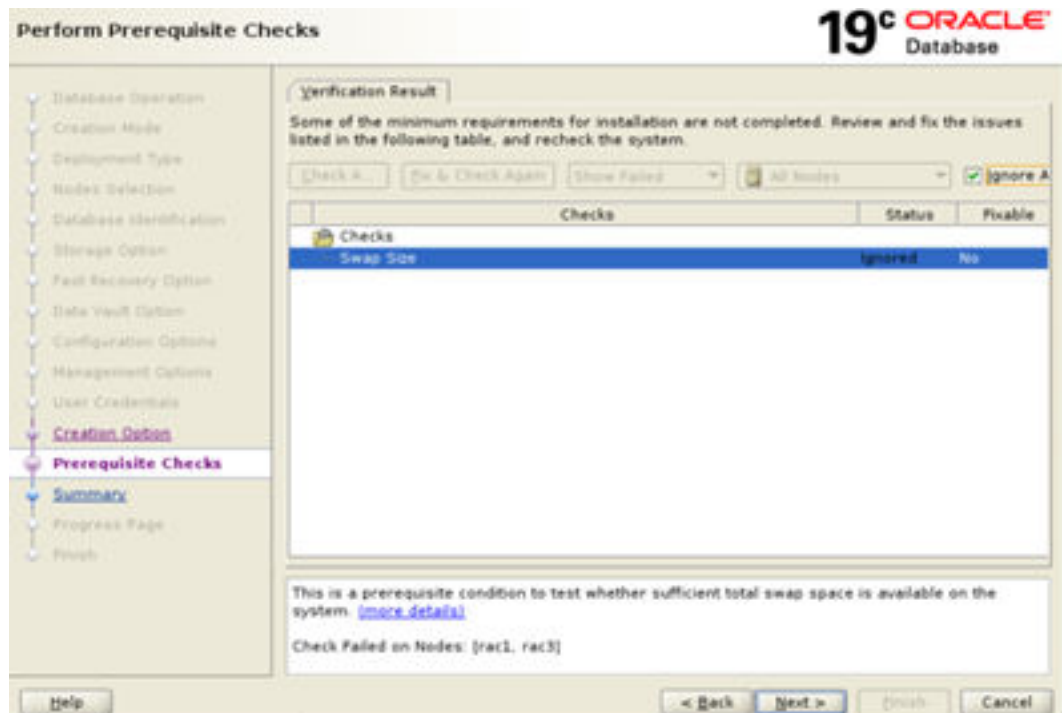 Perform Prerequisite Checks
19c ORACLE
Database
Database Operation
Creation Mode
Deployment Type
Nodes Selection
Database Identification
Storage Option
Fast Recovery Option
Data Vault Option
Configuration Options
Management Options
User Credentials
Creation Option
Prerequisite Checks
Summary
Progress Page
Finish
Verification Result
Some of the minimum requirements for installation are not completed. Review and fix the issues
listed in the following table, and recheck the system.
Check A... Fix & Check Again Show Failed All Nodes Ignore A
Checks Status Fixable
Checks
Swap Size Ignored No
This is a prerequisite condition to test whether sufficient total swap space is available on the
system. (more details)
Check Failed on Nodes: [rac1, rac3]
Help < Back Next > Finish Cancel